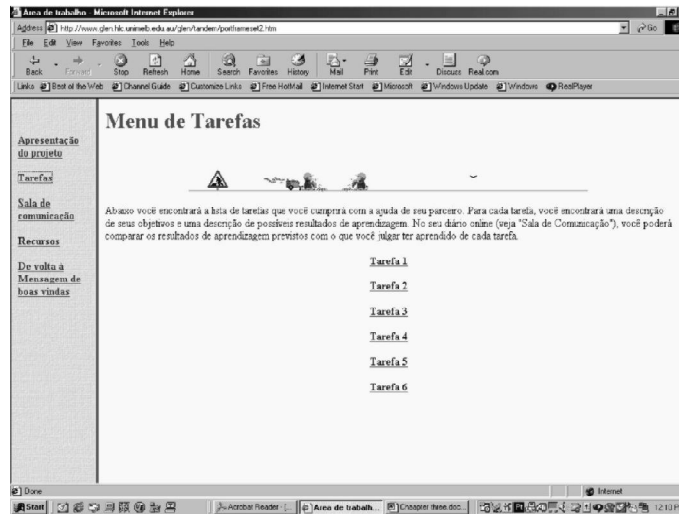 Área de trabalho - Microsoft Internet Explorer
Address http://www.glen.hlc.unimelb.edu.au/glen/tandem/porthameset2.htm Go
File Edit View Favorites Tools Help
Back Forward Stop Refresh Home Search Favorites History Mail Print Edit Discuss Real.com
Links Best of the Web Channel Guide Customize Links Free HotMail Internet Start Microsoft Windows Update Windows RealPlayer
Menu de Tarefas
Apresentação
do projeto
Tarefas
Sala de
comunicação
Recursos
De volta à
Mensagem de
boas vindas
Abaixo você encontrará a lista de tarefas que você cumprirá com a ajuda de seu parceiro. Para cada tarefa, você encontrará uma descrição
de seus objetivos e uma descrição de possíveis resultados de aprendizagem. No seu diário online (veja "Sala de Comunicação"), você poderá
comparar os resultados de aprendizagem previstos com o que você julgar ter aprendido de cada tarefa.
Tarefa 1
Tarefa 2
Tarefa 3
Tarefa 4
Tarefa 5
Tarefa 6
Done Internet
Start Acrobat Reader - [... Área de trabalh... Chaapter three.doc... 12:13 P